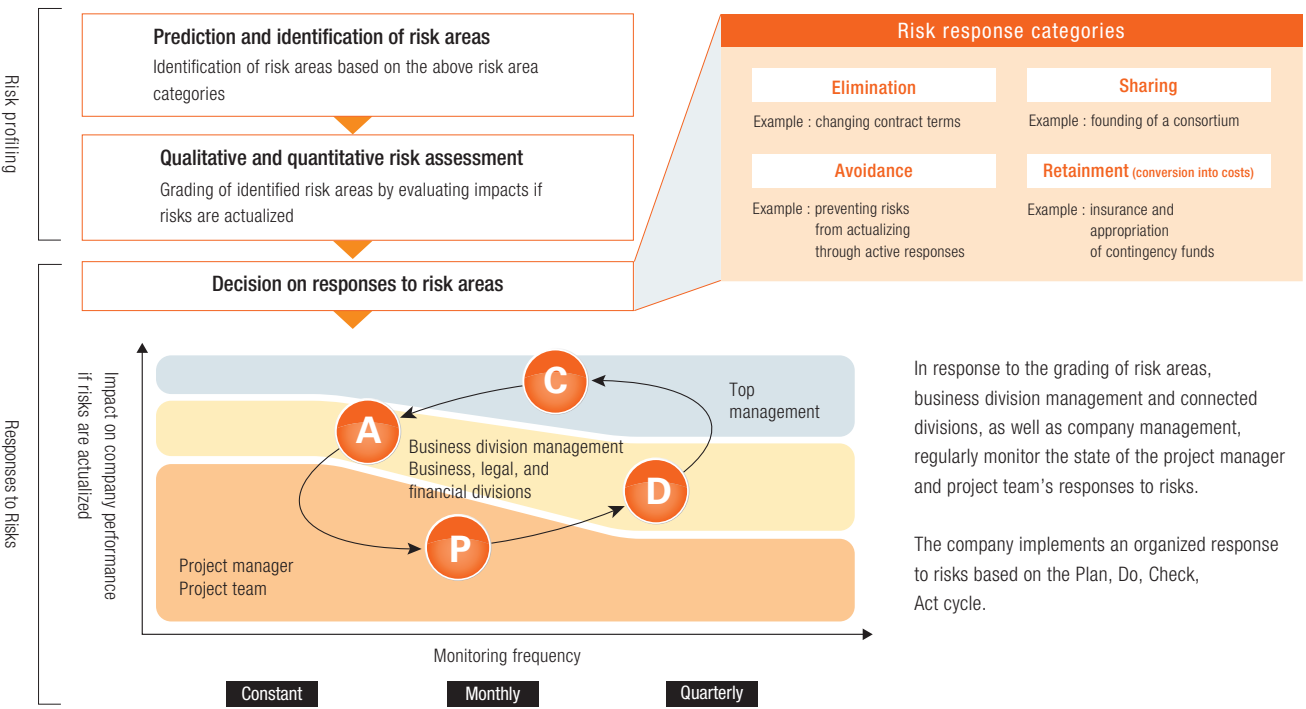 Risk profiling
Prediction and identification of risk areas
Identification of risk areas based on the above risk area
categories
Qualitative and quantitative risk assessment
Grading of identified risk areas by evaluating impacts if
risks are actualized
Risk response categories
Elimination
Example : changing contract terms
Sharing
Example : founding of a consortium
Avoidance
Example : preventing risks
from actualizing
through active responses
Retainment (conversion into costs)
Example : insurance and
appropriation
of contingency funds
Responses to Risks
Decision on responses to risk areas
Impact on company performance
if risks are actualized
C
Top
management
A
Business division management
Business, legal, and
financial divisions
D
P
Project manager
Project team
Monitoring frequency
Constant
Monthly
Quarterly
In response to the grading of risk areas,
business division management and connected
divisions, as well as company management,
regularly monitor the state of the project manager
and project team’s responses to risks.
The company implements an organized response
to risks based on the Plan, Do, Check,
Act cycle.